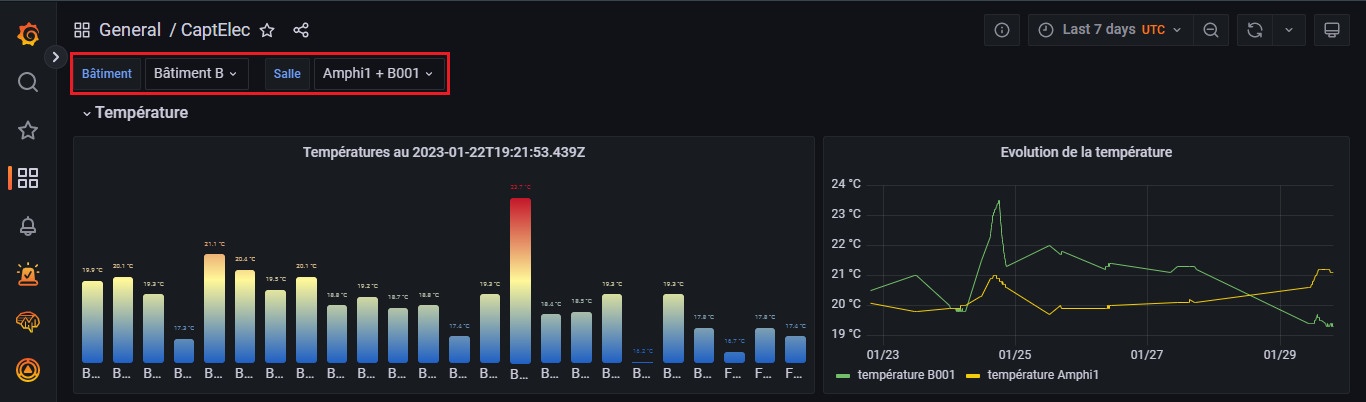 General / CaptElec
Last 7 days UTC
Bâtiment Bâtiment B Salle Amphi1 + B001
Température
Températures au 2023-01-22T19:21:53.439Z
19.9 °C 20.1 °C 19.3 °C 17.3 °C 21.1 °C 20.4 °C 19.5 °C 20.1 °C 18.8 °C 19.2 °C 18.7 °C 18.8 °C 17.4 °C 19.3 °C 18.4 °C 18.5 °C 19.3 °C 16.2 °C 19.3 °C 17.8 °C 16.7 °C 17.8 °C 17.4 °C
B... B... B... B... B... B... B... B... B... B... B... B... B... B... B... B... B... B... B... B... B... F... F... F...
Evolution de la température
24 °C
23 °C
22 °C
21 °C
20 °C
19 °C
01/23 01/25 01/27 01/29
température B001 température Amphi1